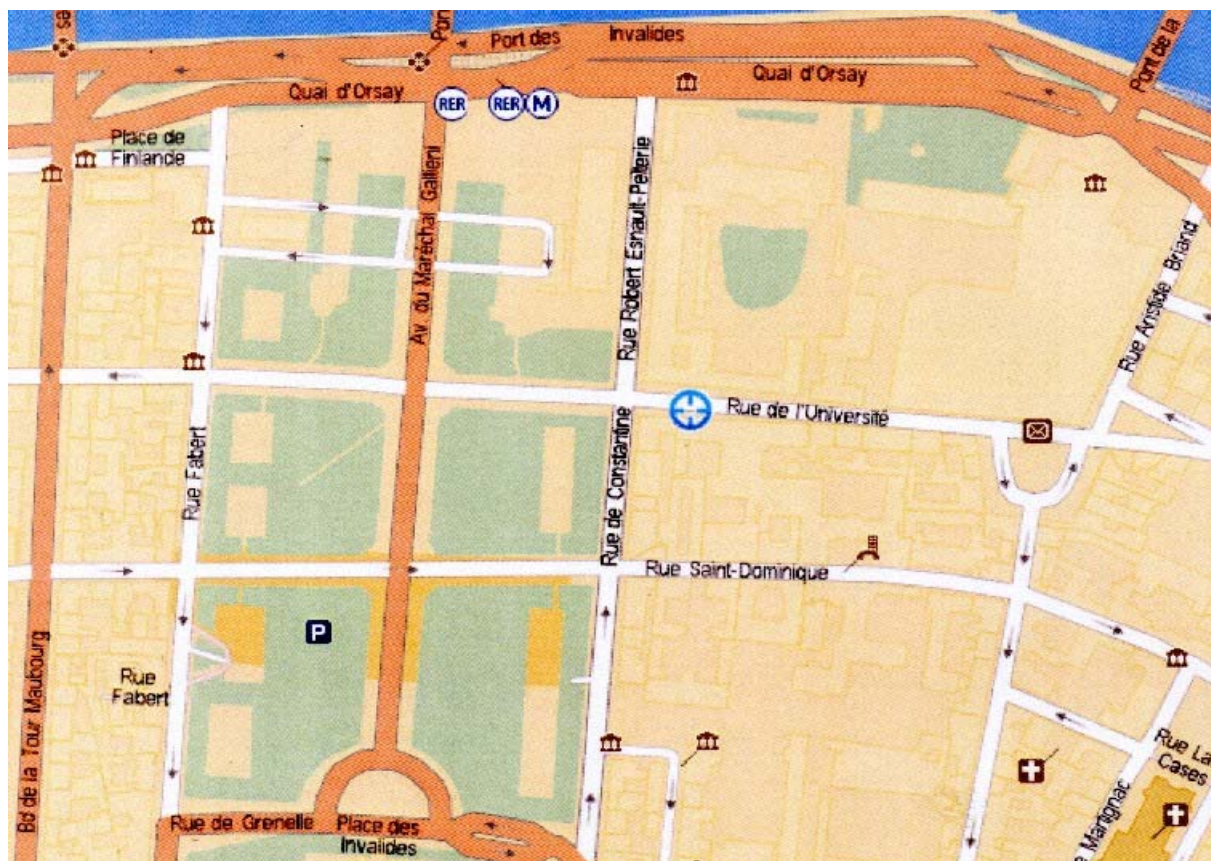 Port des Invalides
Pont de la
Quai d'Orsay
Quai d'Orsay
RER
RER M
Place de
Finlande
Av. du Maréchal Gallieni
Rue Robert Esnault-Pelterie
Rue Aristide Briand
Rue de l'Université
Rue Fabert
Rue de Constantine
Rue Saint-Dominique
P
Rue
Fabert
Bd de la Tour Maubourg
Rue La
Cases
Martignac
Rue de Grenelle
Place des
Invalides